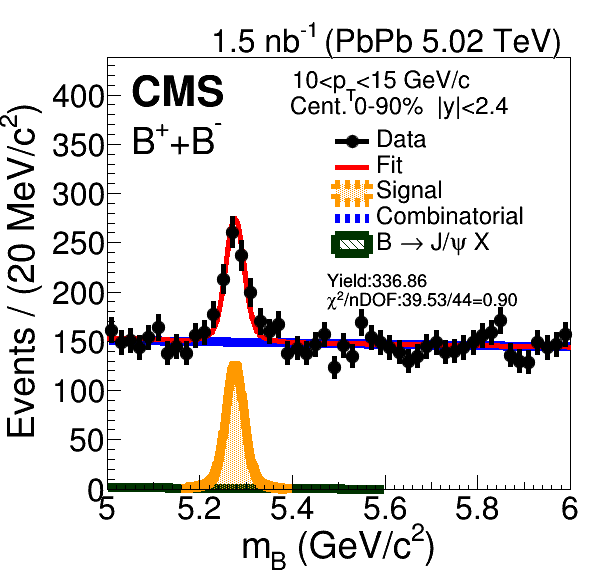 1.5 nb⁻¹ (PbPb 5.02 TeV)
CMS
B⁺+B⁻
10<p_T<15 GeV/c
Cent. 0-90% |y|<2.4
Data
Fit
Signal
Combinatorial
B → J/ψ X
Yield:336.86
χ²/nDOF:39.53/44=0.90
Events / (20 MeV/c²)
400
350
300
250
200
150
100
50
0
5 5.2 5.4 5.6 5.8 6
m_B (GeV/c²)